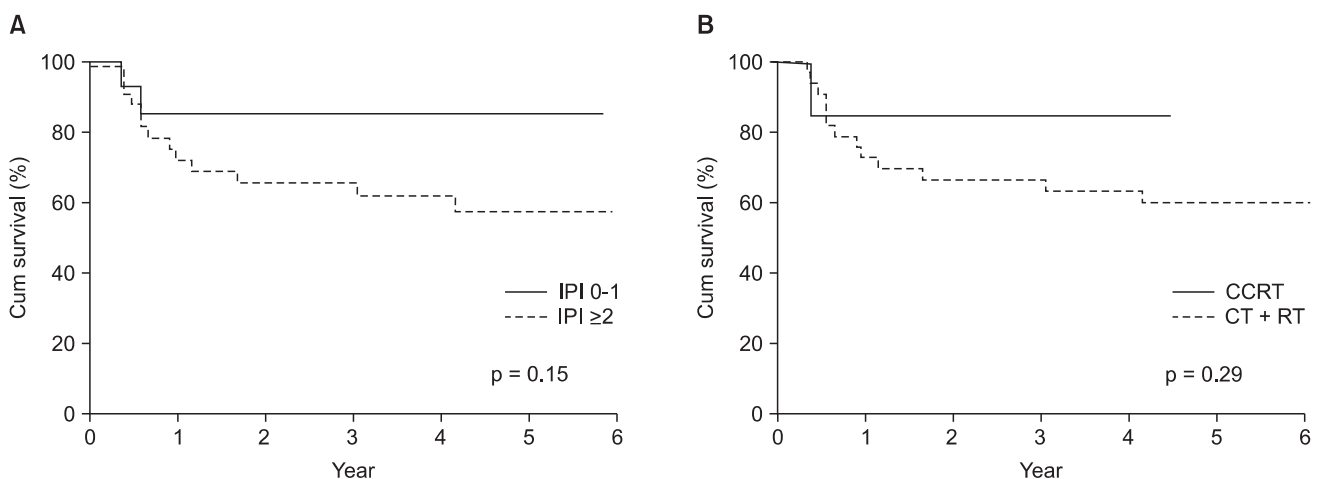 A
100
80
60
40
20
0
Cum survival (%)
IPI 0-1
IPI ≥2
p = 0.15
0 1 2 3 4 5 6
Year
B
100
80
60
40
20
0
Cum survival (%)
CCRT
CT + RT
p = 0.29
0 1 2 3 4 5 6
Year